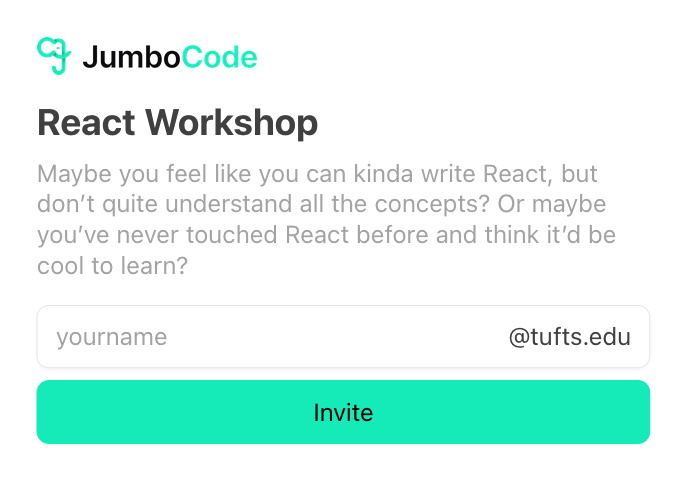 JumboCode
React Workshop
Maybe you feel like you can kinda write React, but
don’t quite understand all the concepts? Or maybe
you’ve never touched React before and think it’d be
cool to learn?
yourname @tufts.edu
Invite